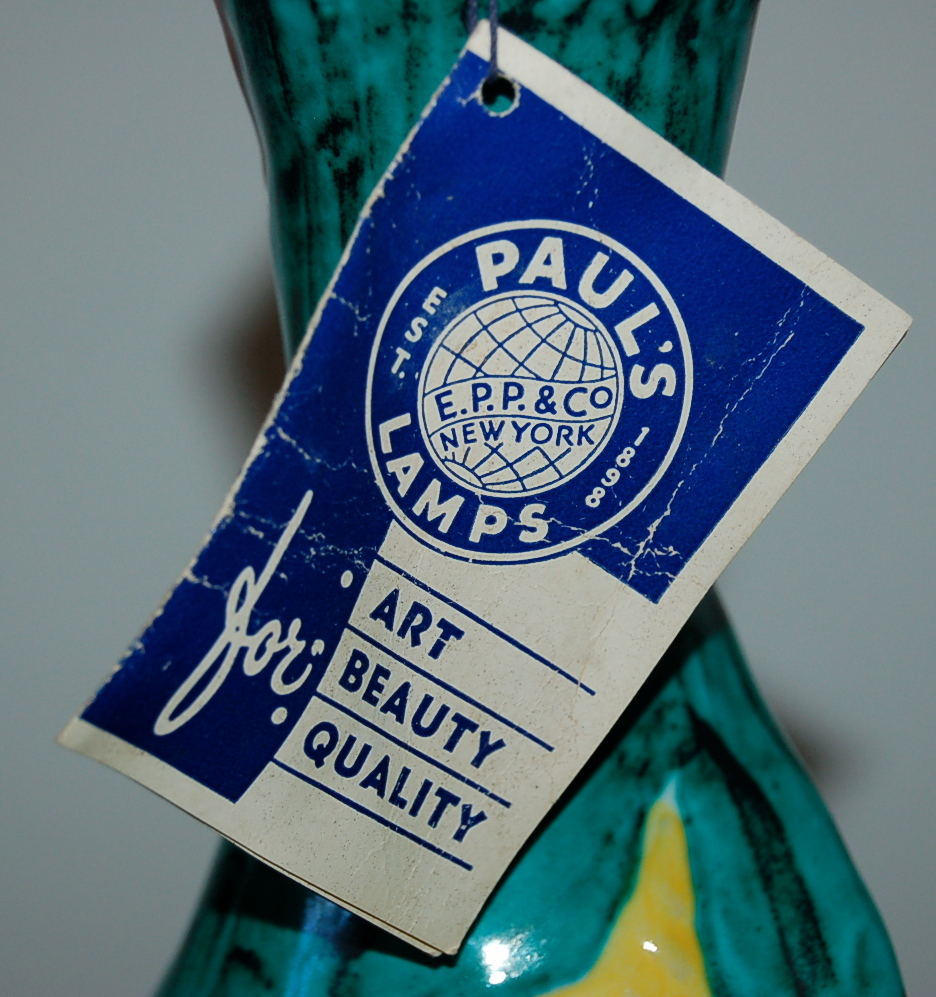 PAUL'S
EST. 1898
E.P.P. & CO
NEW YORK
LAMPS
for:
ART
BEAUTY
QUALITY